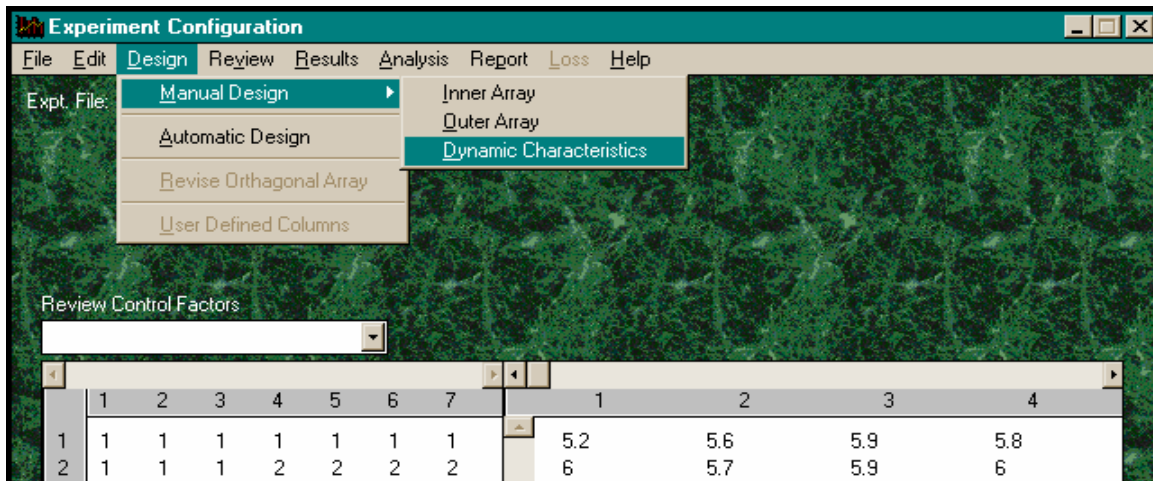 Experiment Configuration
File Edit Design Review Results Analysis Report Loss Help
Expt. File:
Manual Design
Automatic Design
Revise Orthagonal Array
User Defined Columns
Inner Array
Outer Array
Dynamic Characteristics
Review Control Factors
1 2 3 4 5 6 7 1 2 3 4
1 1 1 1 1 1 1 1 5.2 5.6 5.9 5.8
2 1 1 1 2 2 2 2 6 5.7 5.9 6